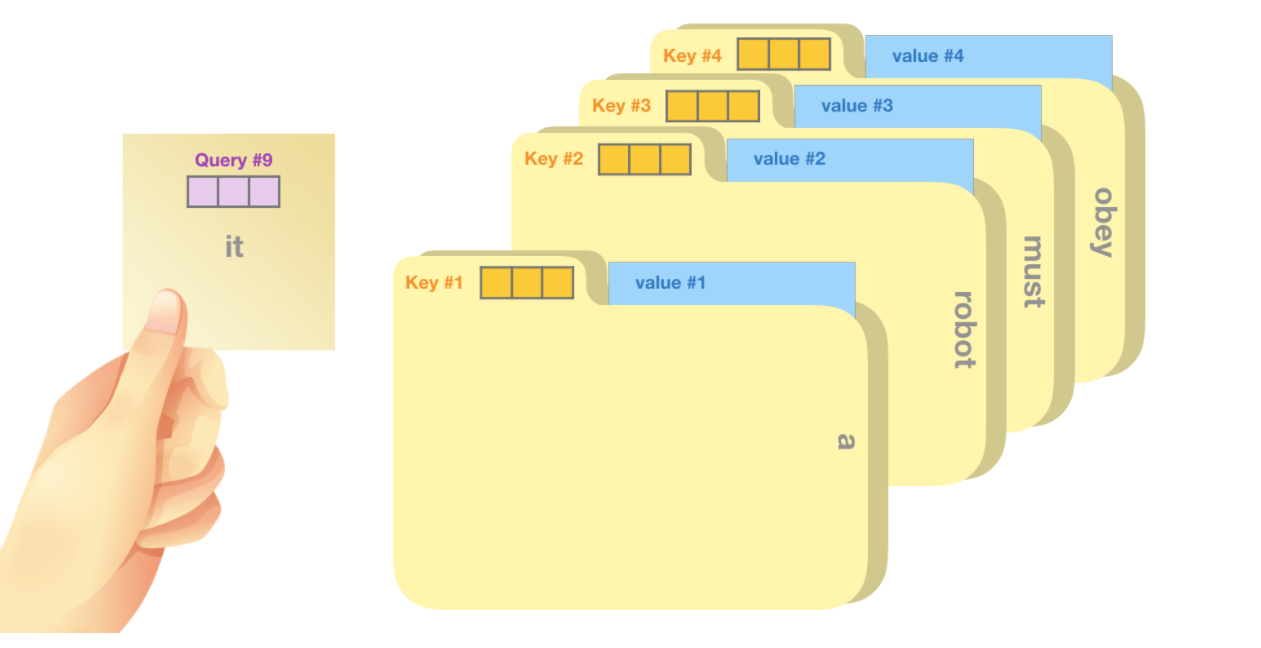 Query #9
it
Key #4
value #4
obey
Key #3
value #3
must
Key #2
value #2
robot
Key #1
value #1
a